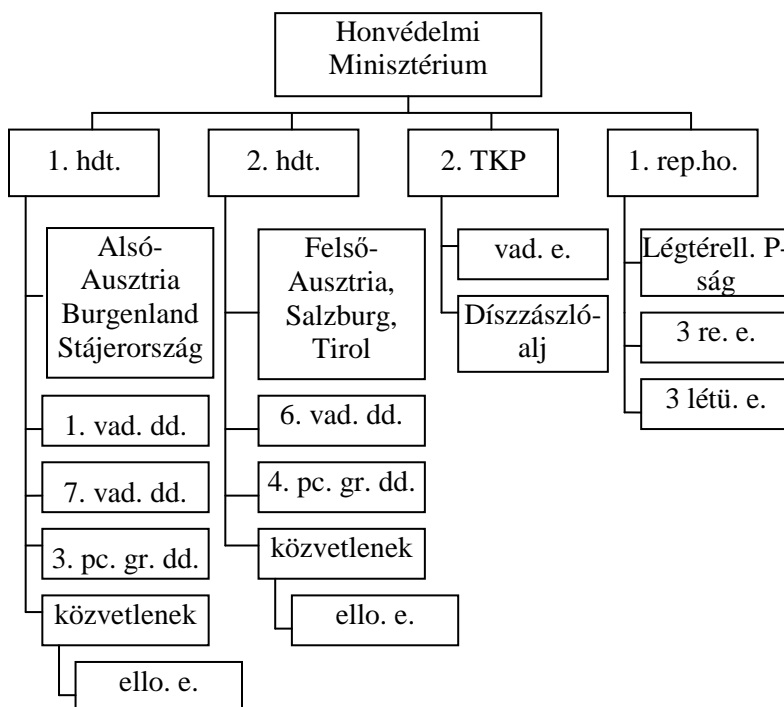 Honvédelmi
Minisztérium
1. hdt.
2. hdt.
2. TKP
1. rep.ho.
Alsó-
Ausztria
Burgenland
Stájerország
1. vad. dd.
7. vad. dd.
3. pc. gr. dd.
közvetlenek
ello. e.
Felső-
Ausztria,
Salzburg,
Tirol
6. vad. dd.
4. pc. gr. dd.
közvetlenek
ello. e.
vad. e.
Díszzászló-
alj
Légtérell. P-
ság
3 re. e.
3 létü. e.